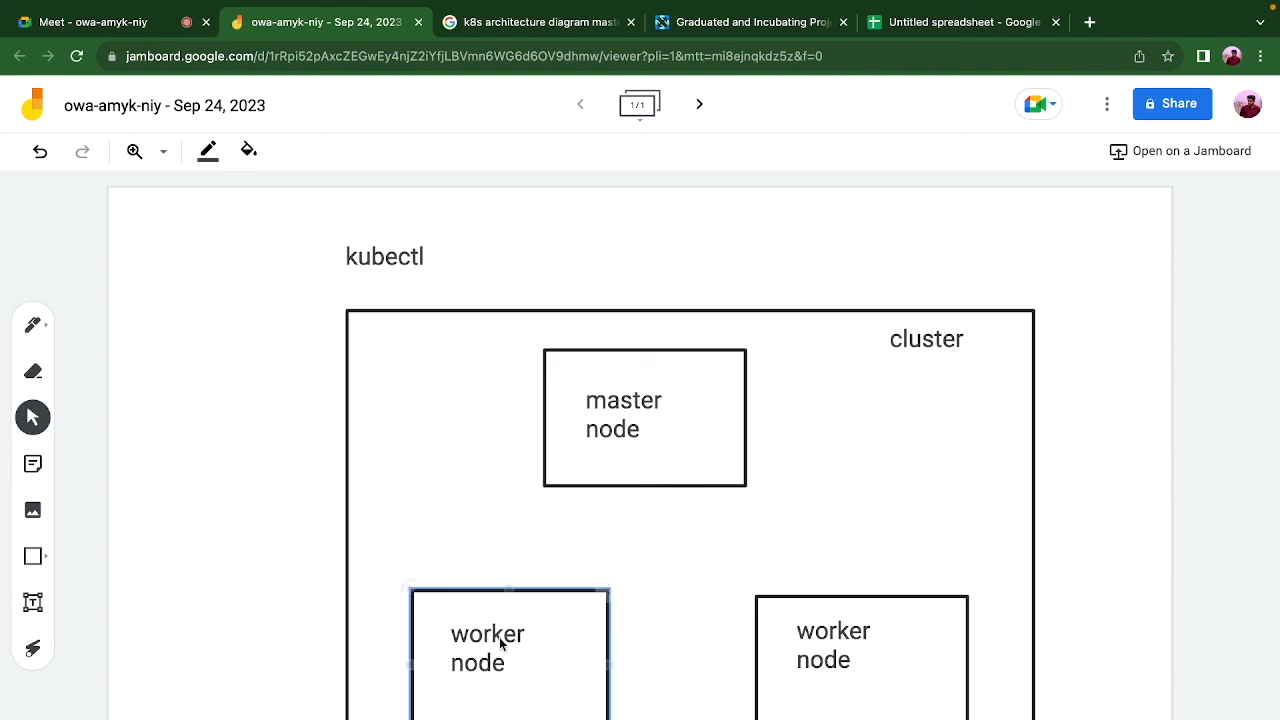 Meet - owa-amyk-niy
owa-amyk-niy - Sep 24, 2023
k8s architecture diagram mast
Graduated and Incubating Proj
Untitled spreadsheet - Google
jamboard.google.com/d/1rRpi52pAxcZEGwEy4njZ2iYfjLBVmn6WG6d6OV9dhmw/viewer?pli=1&mtt=mi8ejnqkdz5z&f=0
owa-amyk-niy - Sep 24, 2023
1/1
Share
Open on a Jamboard
kubectl
cluster
master
node
worker
node
worker
node